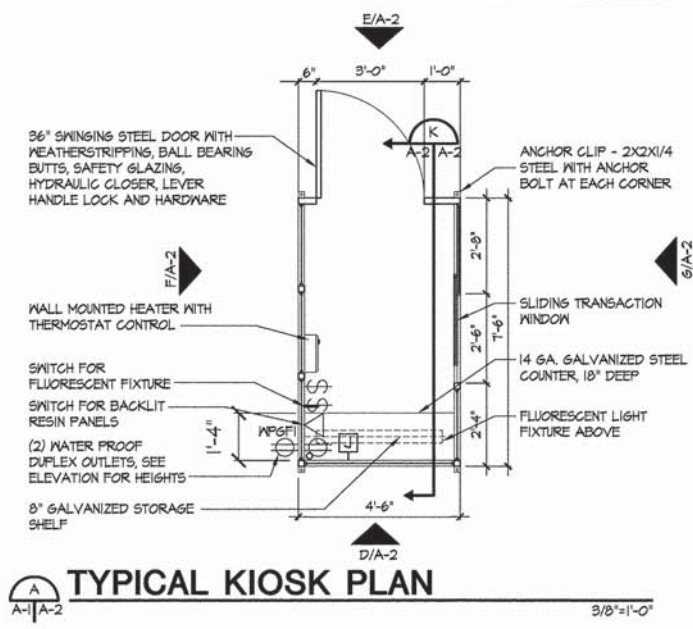 E/A-2
6"
3'-0"
1'-0"
K
A-2
A-2
36" SWINGING STEEL DOOR WITH
WEATHERSTRIPPING, BALL BEARING
BUTTS, SAFETY GLAZING,
HYDRAULIC CLOSER, LEVER
HANDLE LOCK AND HARDWARE
ANCHOR CLIP - 2X2X1/4
STEEL WITH ANCHOR
BOLT AT EACH CORNER
F/A-2
G/A-2
2'-8"
2'-6"
7'-6"
2'-4"
WALL MOUNTED HEATER WITH
THERMOSTAT CONTROL
SLIDING TRANSACTION
WINDOW
SWITCH FOR
FLUORESCENT FIXTURE
14 GA. GALVANIZED STEEL
COUNTER, 18" DEEP
SWITCH FOR BACKLIT
RESIN PANELS
FLUORESCENT LIGHT
FIXTURE ABOVE
S
S
1'-4"
WPGFI
J
(2) WATER PROOF
DUPLEX OUTLETS, SEE
ELEVATION FOR HEIGHTS
8" GALVANIZED STORAGE
SHELF
4'-6"
D/A-2
A
A-1
A-2
TYPICAL KIOSK PLAN
3/8"=1'-0"